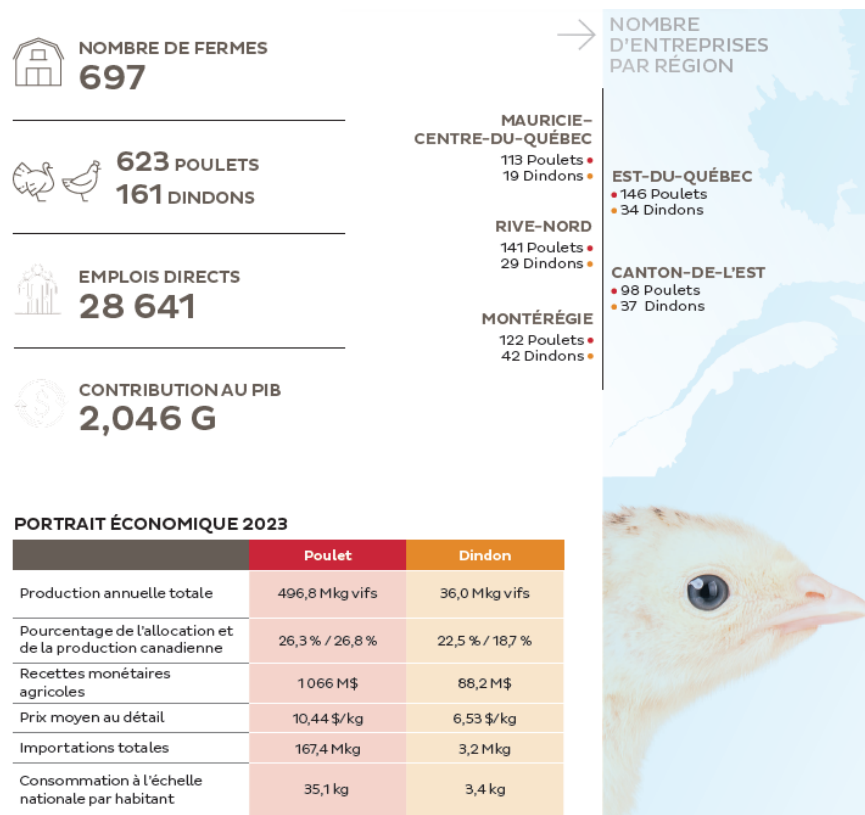 NOMBRE DE FERMES
697
623 POULETS
161 DINDONS
EMPLOIS DIRECTS
28 641
CONTRIBUTION AU PIB
2,046 G
NOMBRE
D'ENTREPRISES
PAR RÉGION
MAURICIE–
CENTRE-DU-QUÉBEC
113 Poulets
19 Dindons
EST-DU-QUÉBEC
146 Poulets
34 Dindons
RIVE-NORD
141 Poulets
29 Dindons
CANTON-DE-L'EST
98 Poulets
37 Dindons
MONTÉRÉGIE
122 Poulets
42 Dindons
PORTRAIT ÉCONOMIQUE 2023
Poulet Dindon
Production annuelle totale 496,8 Mkg vifs 36,0 Mkg vifs
Pourcentage de l'allocation et
de la production canadienne 26,3 % / 26,8 % 22,5 % / 18,7 %
Recettes monétaires
agricoles 1 066 M$ 88,2 M$
Prix moyen au détail 10,44 $/kg 6,53 $/kg
Importations totales 167,4 Mkg 3,2 Mkg
Consommation à l'échelle
nationale par habitant 35,1 kg 3,4 kg